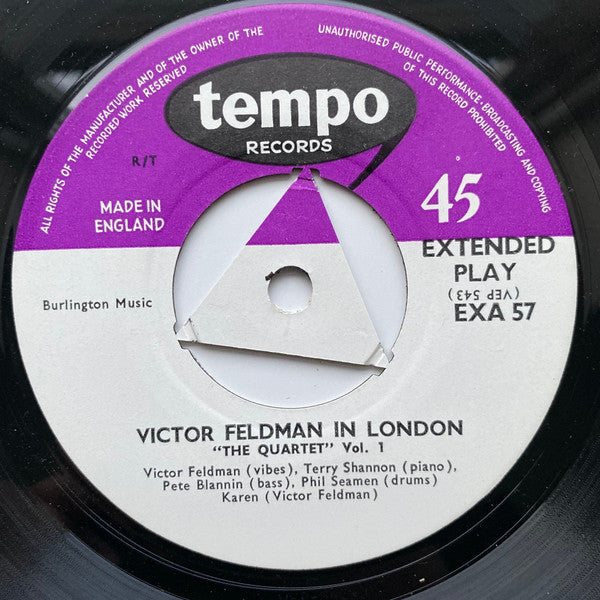 ALL RIGHTS OF THE MANUFACTURER AND OF THE OWNER OF THE
RECORDED WORK RESERVED
UNAUTHORISED PUBLIC PERFORMANCE, BROADCASTING AND COPYING
OF THIS RECORD PROHIBITED
tempo
RECORDS
R/T
MADE IN
ENGLAND
45
EXTENDED
PLAY
(VEP 543)
EXA 57
Burlington Music
VICTOR FELDMAN IN LONDON
"THE QUARTET" Vol. 1
Victor Feldman (vibes), Terry Shannon (piano),
Pete Blannin (bass), Phil Seamen (drums)
Karen (Victor Feldman)